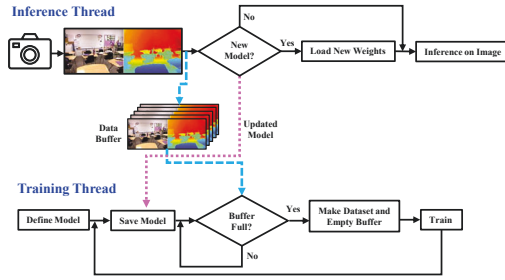 Inference Thread
No
New
Model?
Yes
Load New Weights
Inference on Image
Data
Buffer
Updated
Model
Training Thread
Define Model
Save Model
Buffer
Full?
Yes
Make Dataset and
Empty Buffer
Train
No